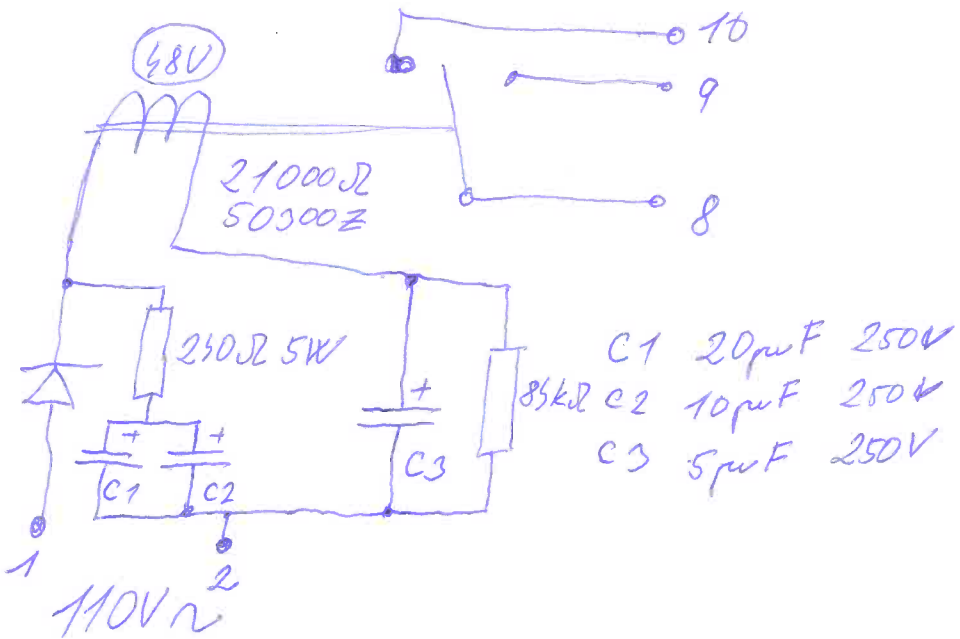 10
48V
9
21000Ω
50300Z
8
250Ω 5W
C1 20µF 250V
+
85kΩ
C2 10µF 250V
+
+
C3 5µF 250V
C3
C1
C2
1
2
110V~